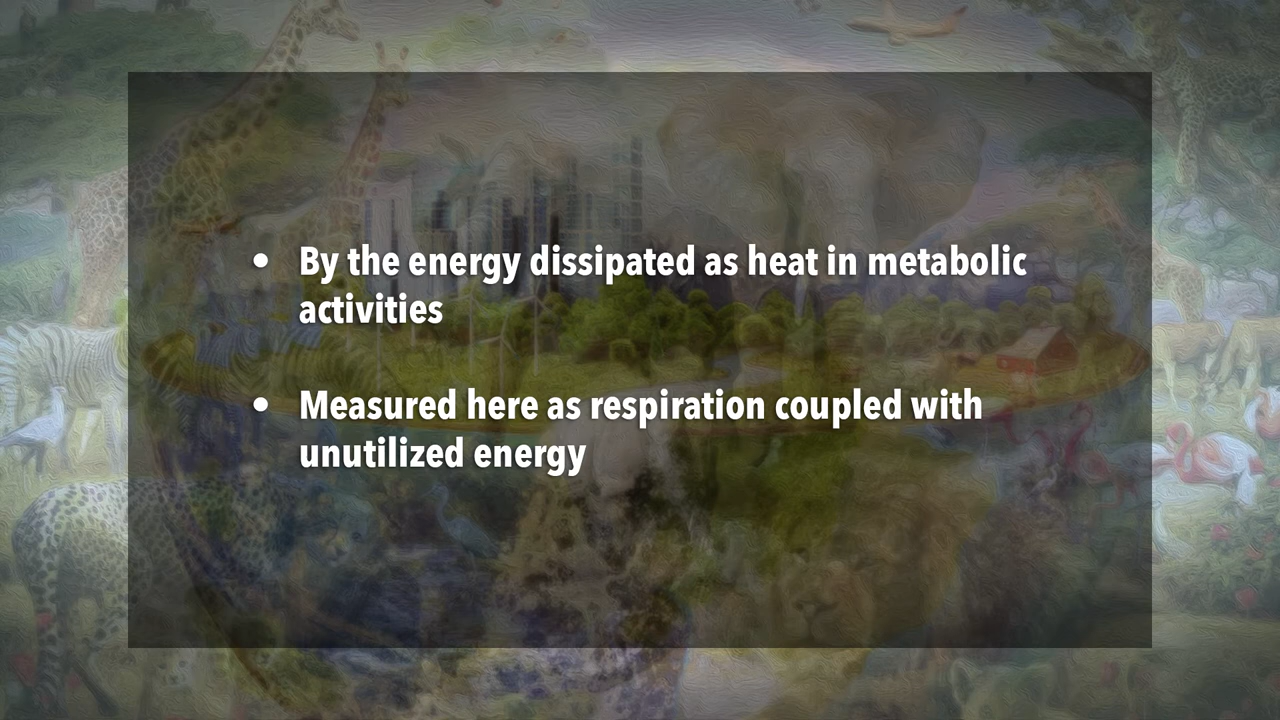 • By the energy dissipated as heat in metabolic
activities
• Measured here as respiration coupled with
unutilized energy